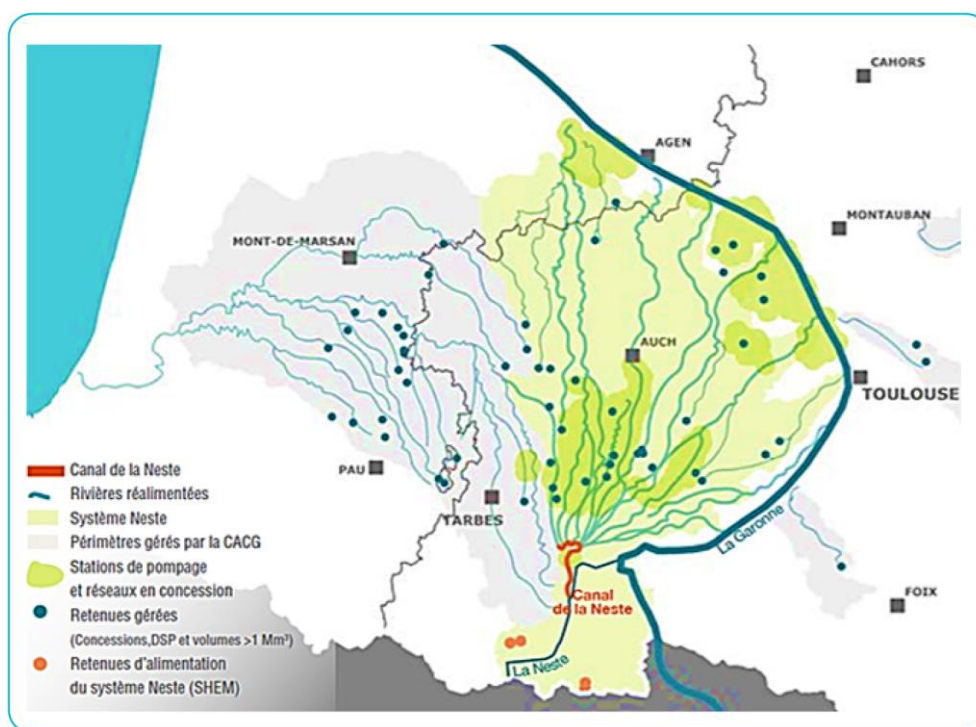 CAHORS
AGEN
MONTAUBAN
MONT-DE-MARSAN
AUCH
TOULOUSE
PAU
TARBES
La Garonne
Canal
de la Neste
FOIX
La Neste
Canal de la Neste
Rivières réalimentées
Système Neste
Périmètres gérés par la CACG
Stations de pompage
et réseaux en concession
Retenues gérées
(Concessions,DSP et volumes >1 Mm³)
Retenues d'alimentation
du système Neste (SHEM)